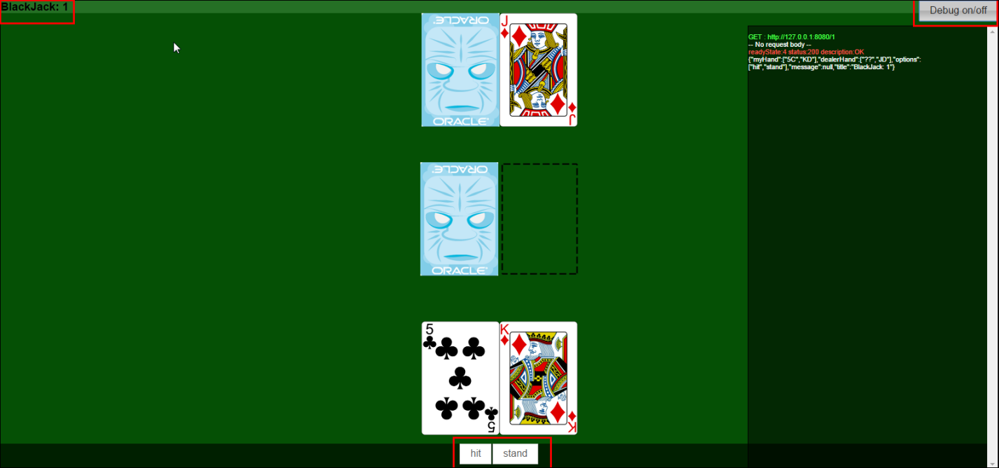 BlackJack: 1
Debug on/off
ORACLE
J
ORACLE
J
GET : http://127.0.0.1:8080/1
-- No request body --
readyState:4 status:200 description:OK
{"myHand":["5C","KD"],"dealerHand":["??","JD"],"options":
["hit","stand"],"message":null,"title":"BlackJack: 1"}
ORACLE
ORACLE
5
K
5
K
hit
stand